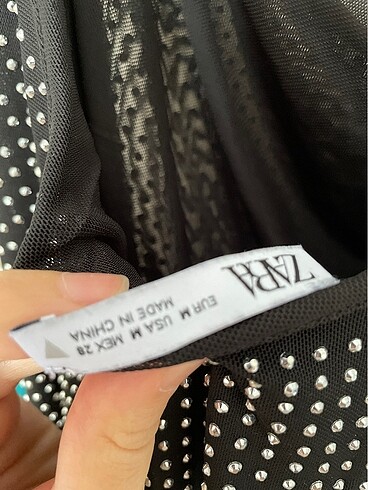 ZARA
EUR M USA M MEX 28
MADE IN CHINA